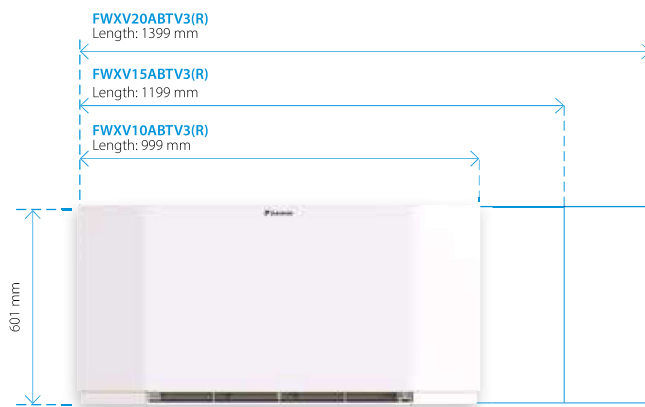 FWXV20ABTV3(R)
Length: 1399 mm
FWXV15ABTV3(R)
Length: 1199 mm
FWXV10ABTV3(R)
Length: 999 mm
601 mm